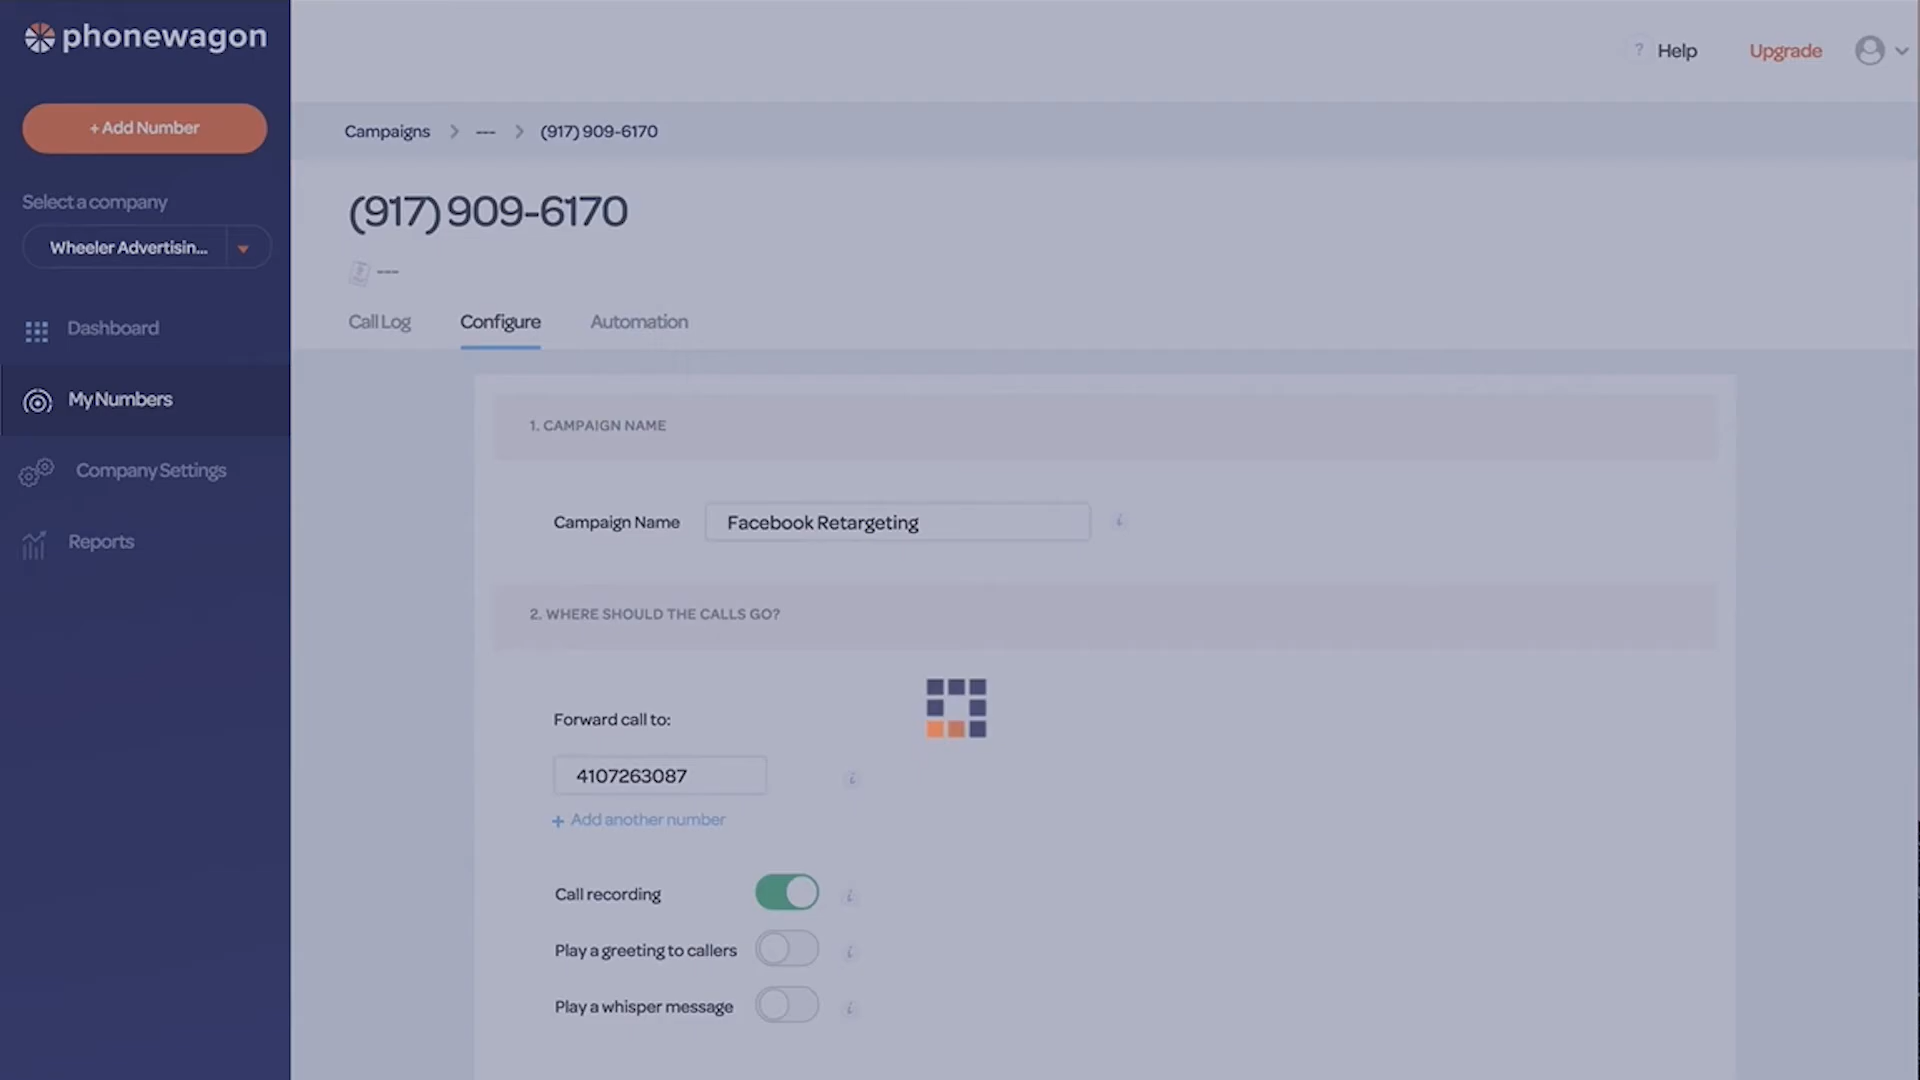 phonewagon
? Help
Upgrade
+ Add Number
Campaigns > --- > (917) 909-6170
Select a company
Wheeler Advertisin...
(917) 909-6170
---
Call Log
Configure
Automation
Dashboard
My Numbers
Company Settings
Reports
1. CAMPAIGN NAME
Campaign Name
Facebook Retargeting
i
2. WHERE SHOULD THE CALLS GO?
Forward call to:
4107263087
i
+ Add another number
Call recording
i
Play a greeting to callers
i
Play a whisper message
i